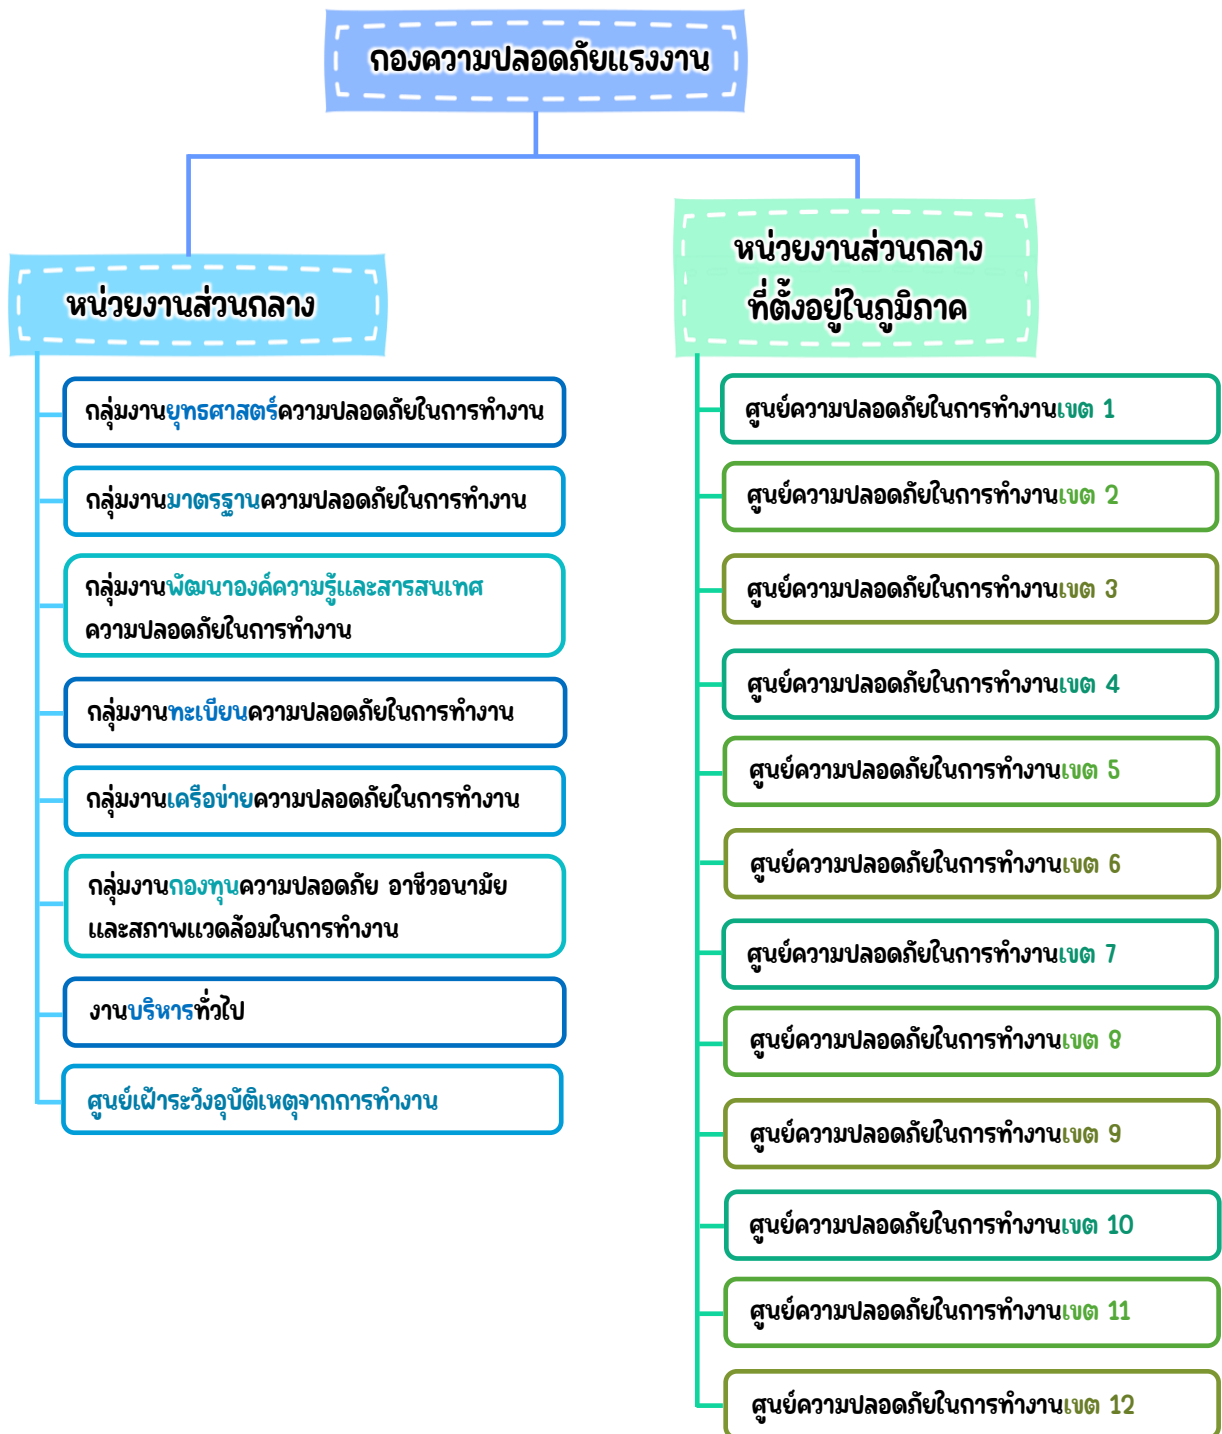 กองความปลอดภัยแรงงาน
หน่วยงานส่วนกลาง
กลุ่มงานยุทธศาสตร์ความปลอดภัยในการทำงาน
กลุ่มงานมาตรฐานความปลอดภัยในการทำงาน
กลุ่มงานพัฒนาองค์ความรู้และสารสนเทศ
ความปลอดภัยในการทำงาน
กลุ่มงานทะเบียนความปลอดภัยในการทำงาน
กลุ่มงานเครือข่ายความปลอดภัยในการทำงาน
กลุ่มงานกองทุนความปลอดภัย อาชีวอนามัย
และสภาพแวดล้อมในการทำงาน
งานบริหารทั่วไป
ศูนย์เฝ้าระวังอุบัติเหตุจากการทำงาน
หน่วยงานส่วนกลาง
ที่ตั้งอยู่ในภูมิภาค
ศูนย์ความปลอดภัยในการทำงานเขต 1
ศูนย์ความปลอดภัยในการทำงานเขต 2
ศูนย์ความปลอดภัยในการทำงานเขต 3
ศูนย์ความปลอดภัยในการทำงานเขต 4
ศูนย์ความปลอดภัยในการทำงานเขต 5
ศูนย์ความปลอดภัยในการทำงานเขต 6
ศูนย์ความปลอดภัยในการทำงานเขต 7
ศูนย์ความปลอดภัยในการทำงานเขต 8
ศูนย์ความปลอดภัยในการทำงานเขต 9
ศูนย์ความปลอดภัยในการทำงานเขต 10
ศูนย์ความปลอดภัยในการทำงานเขต 11
ศูนย์ความปลอดภัยในการทำงานเขต 12